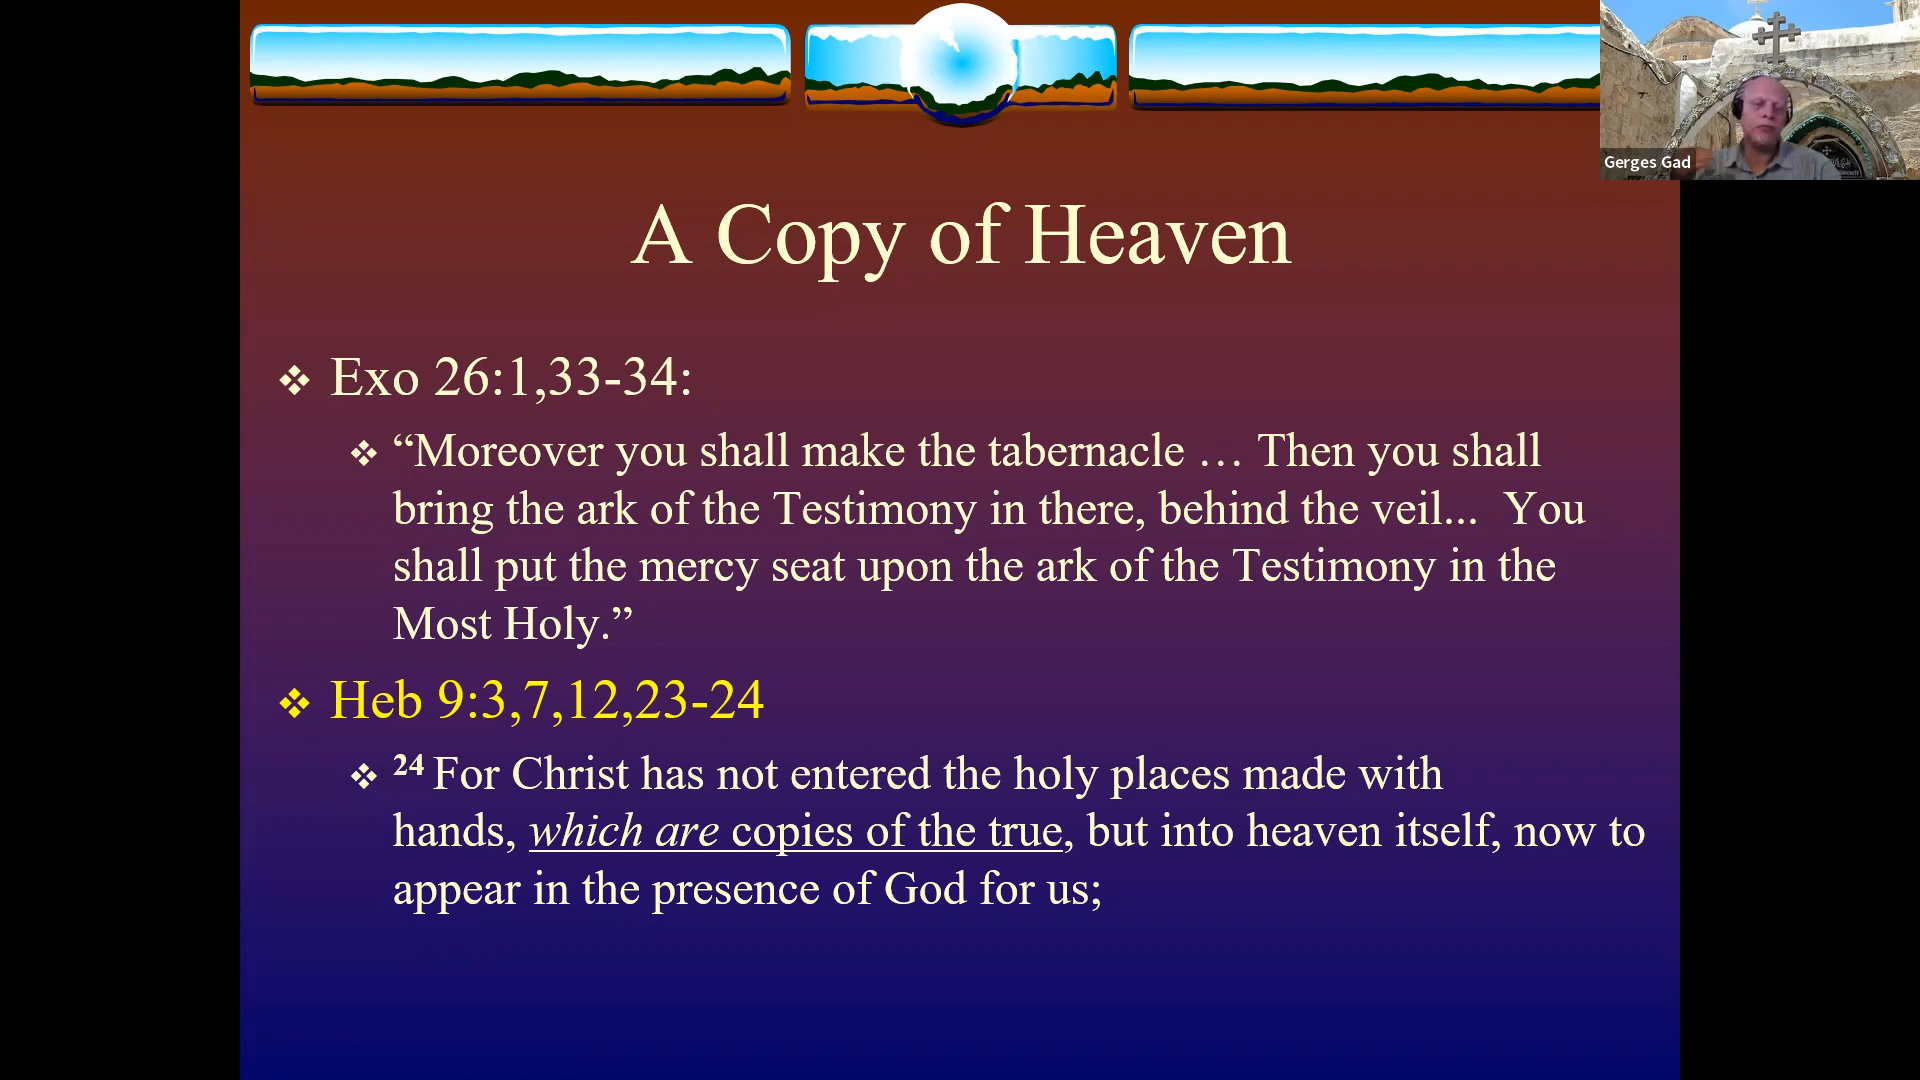 A Copy of Heaven
Gerges Gad
❖ Exo 26:1,33-34:
❖ “Moreover you shall make the tabernacle … Then you shall
bring the ark of the Testimony in there, behind the veil... You
shall put the mercy seat upon the ark of the Testimony in the
Most Holy.”
❖ Heb 9:3,7,12,23-24
❖ 24 For Christ has not entered the holy places made with
hands, which are copies of the true, but into heaven itself, now to
appear in the presence of God for us;